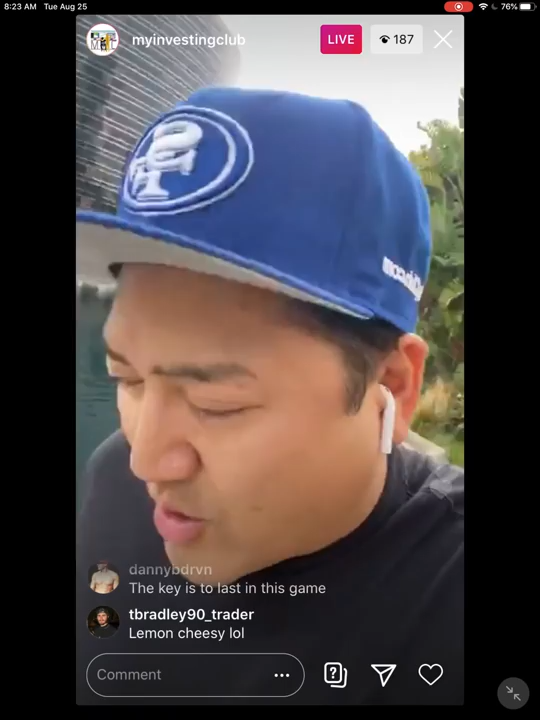 8:23 AM Tue Aug 25
76%
myinvestingclub
LIVE
187
dannybdrvn
The key is to last in this game
tbradley90_trader
Lemon cheesy lol
Comment